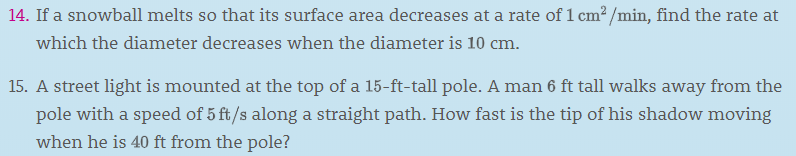 14. If a snowball melts so that its surface area decreases at a rate of 1 cm²/min, find the rate at
which the diameter decreases when the diameter is 10 cm.
15. A street light is mounted at the top of a 15-ft-tall pole. A man 6 ft tall walks away from the
pole with a speed of 5 ft/s along a straight path. How fast is the tip of his shadow moving
when he is 40 ft from the pole?